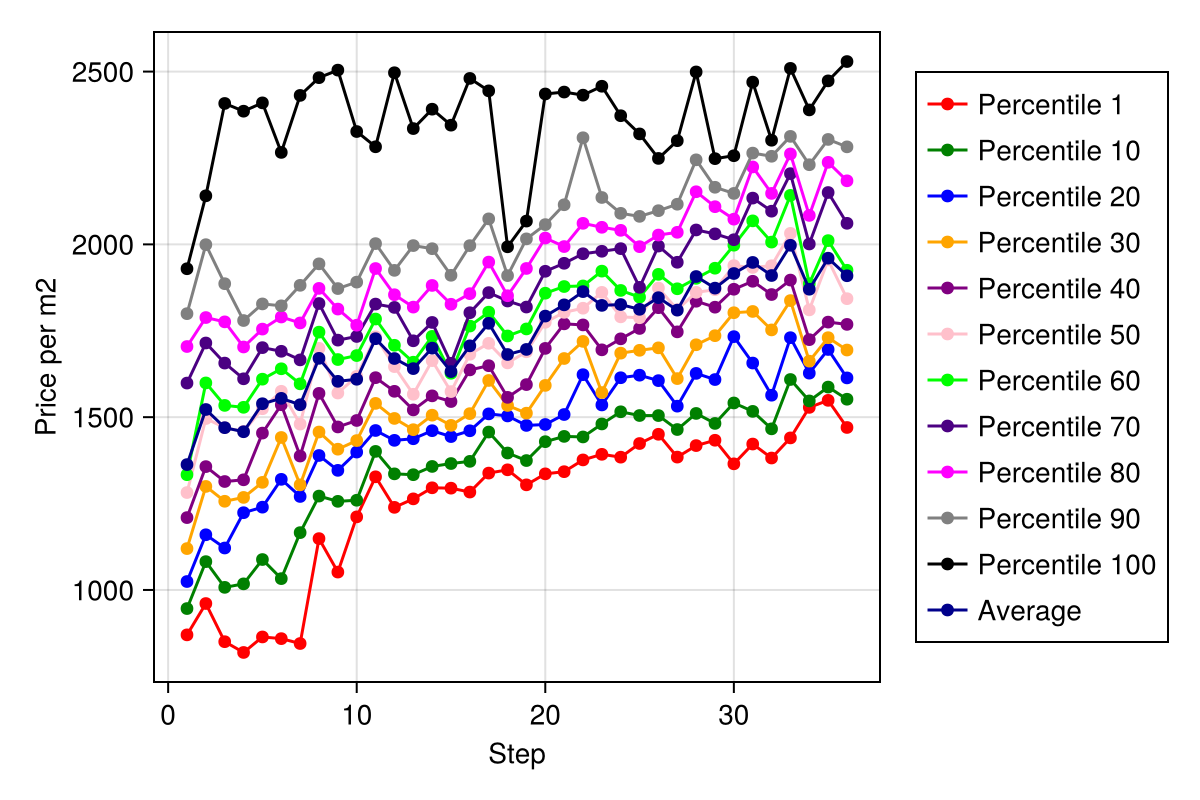 2500
2000
1500
1000
Price per m2
0 10 20 30
Step
Percentile 1
Percentile 10
Percentile 20
Percentile 30
Percentile 40
Percentile 50
Percentile 60
Percentile 70
Percentile 80
Percentile 90
Percentile 100
Average